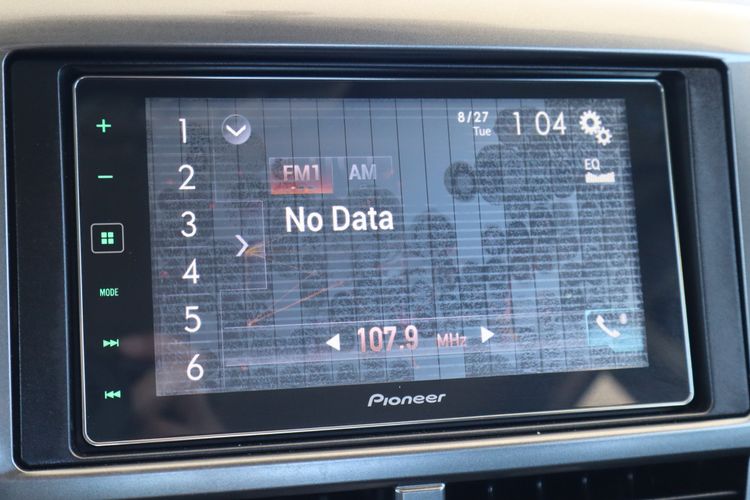 1
8/27
Tue
1 04
2
FM1 AM
EQ
3
No Data
4
MODE
5
107.9 MHz
6
Pioneer